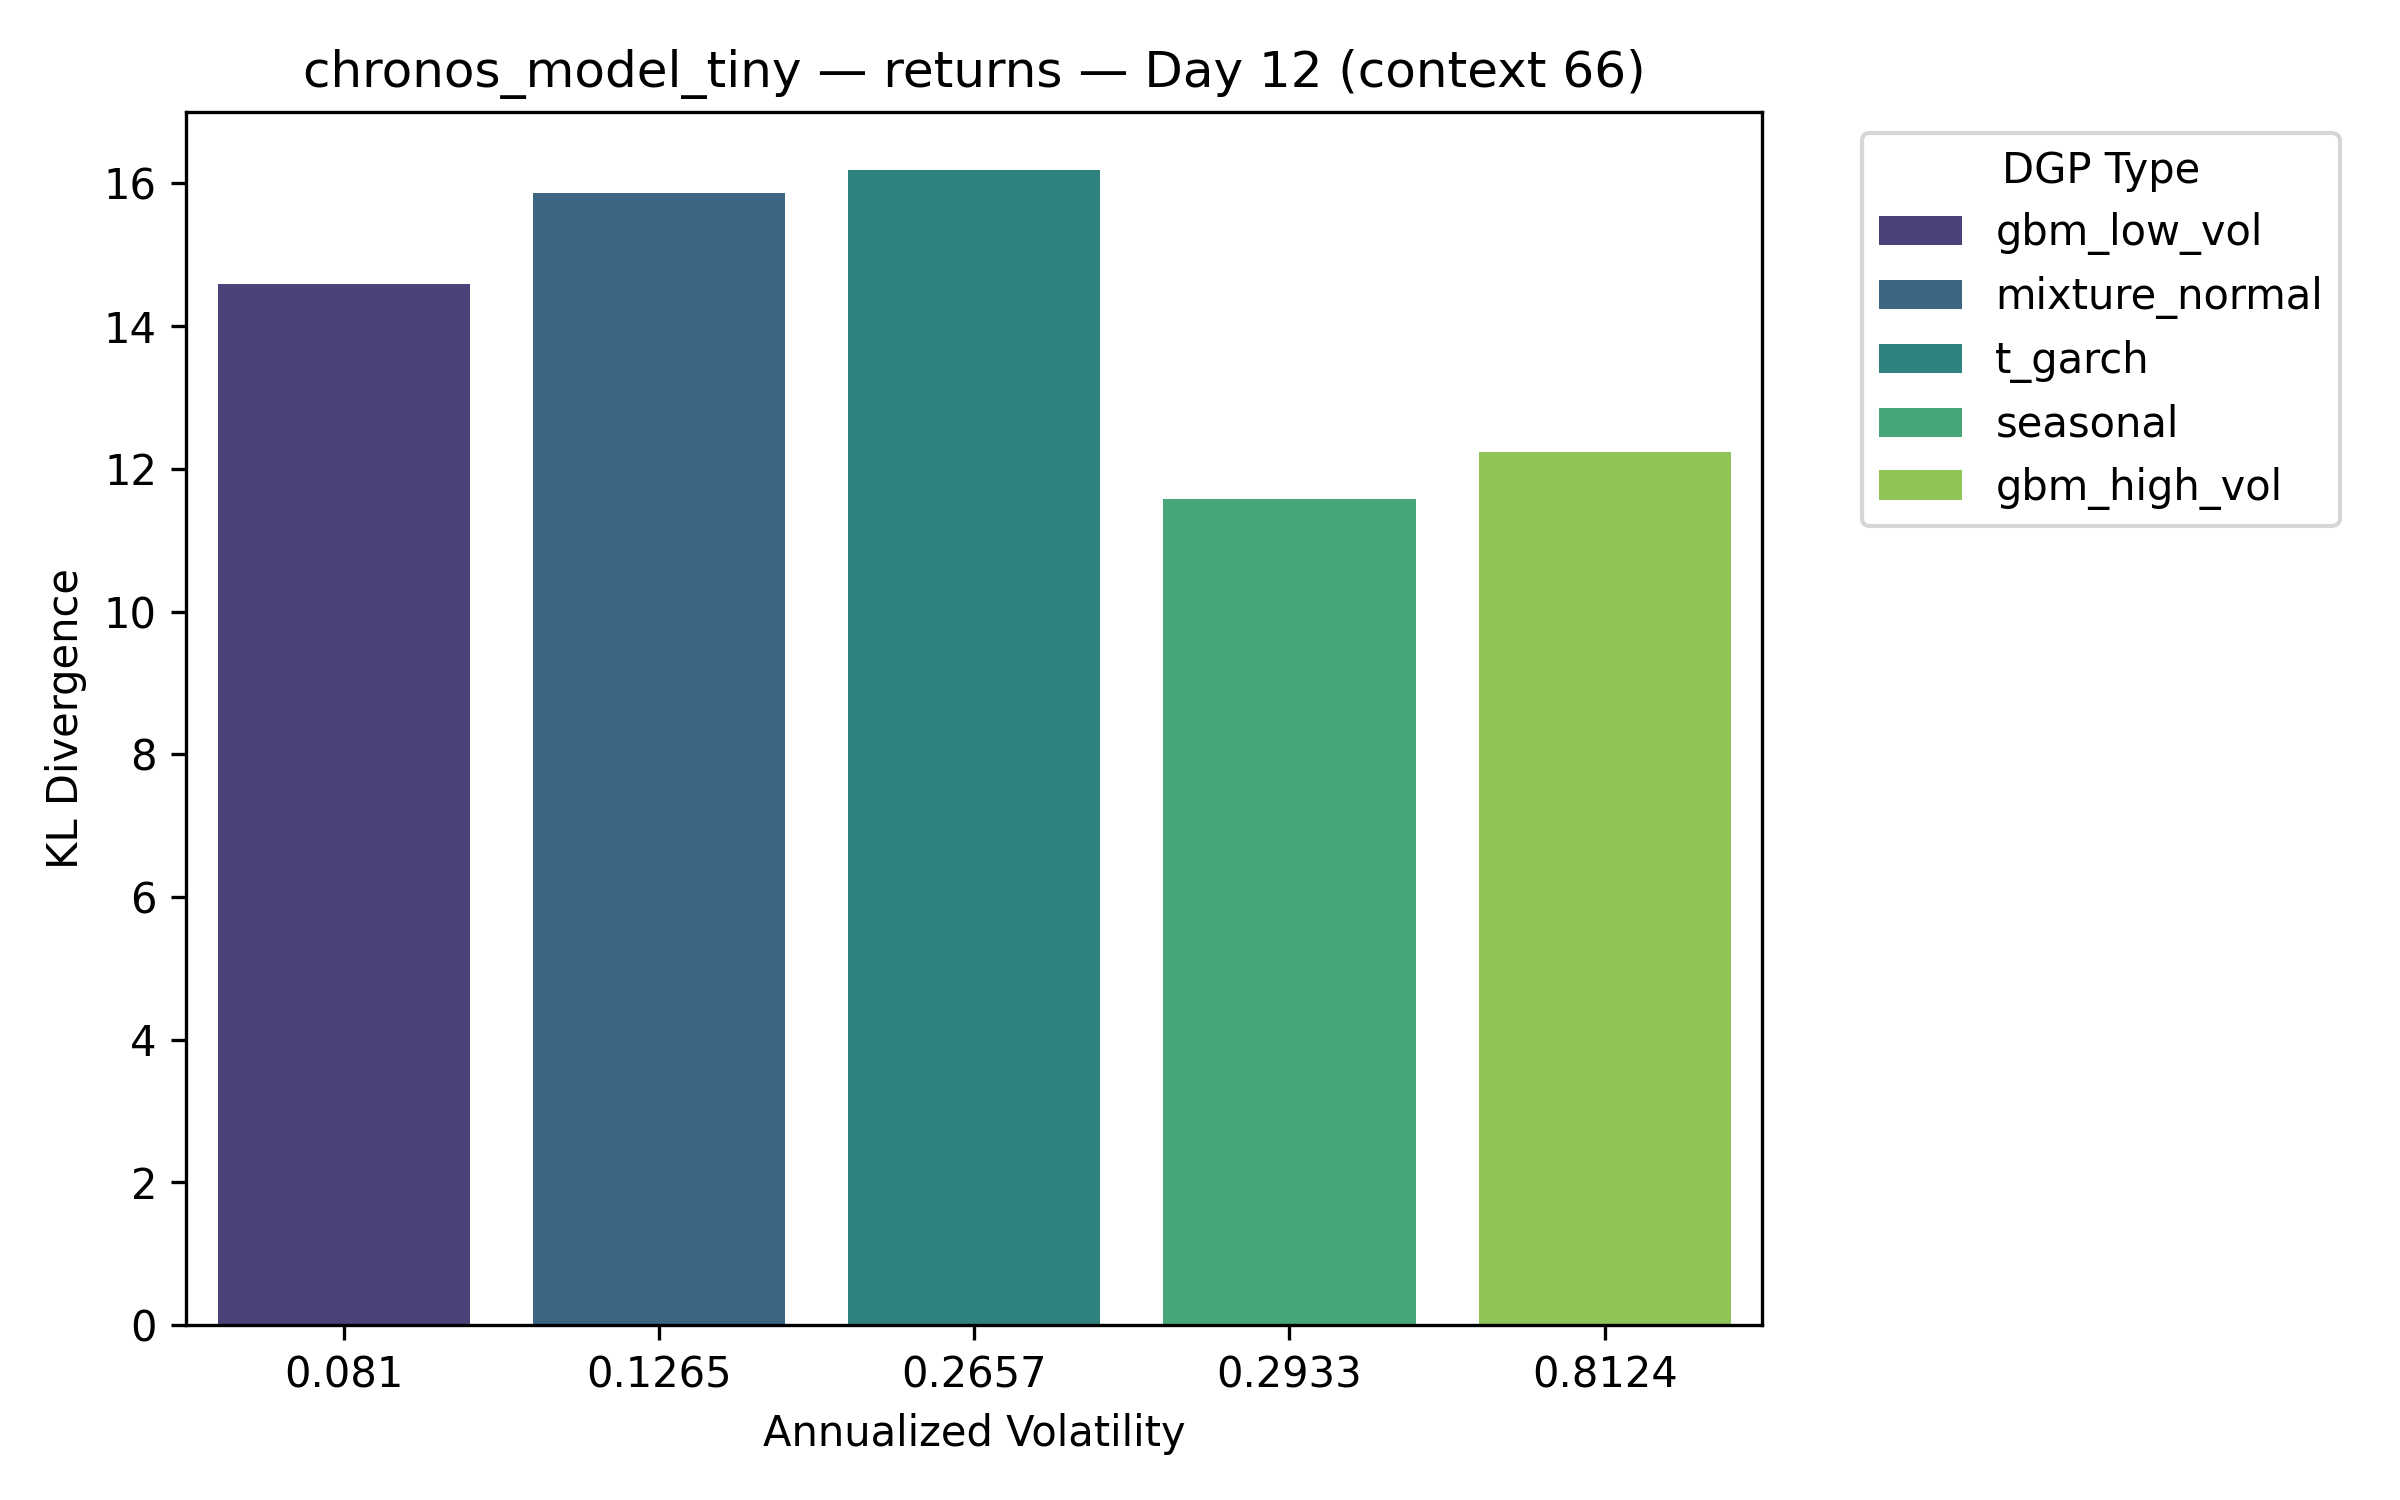 chronos_model_tiny — returns — Day 12 (context 66)
KL Divergence
16
14
12
10
8
6
4
2
0
0.081 0.1265 0.2657 0.2933 0.8124
Annualized Volatility
DGP Type
gbm_low_vol
mixture_normal
t_garch
seasonal
gbm_high_vol